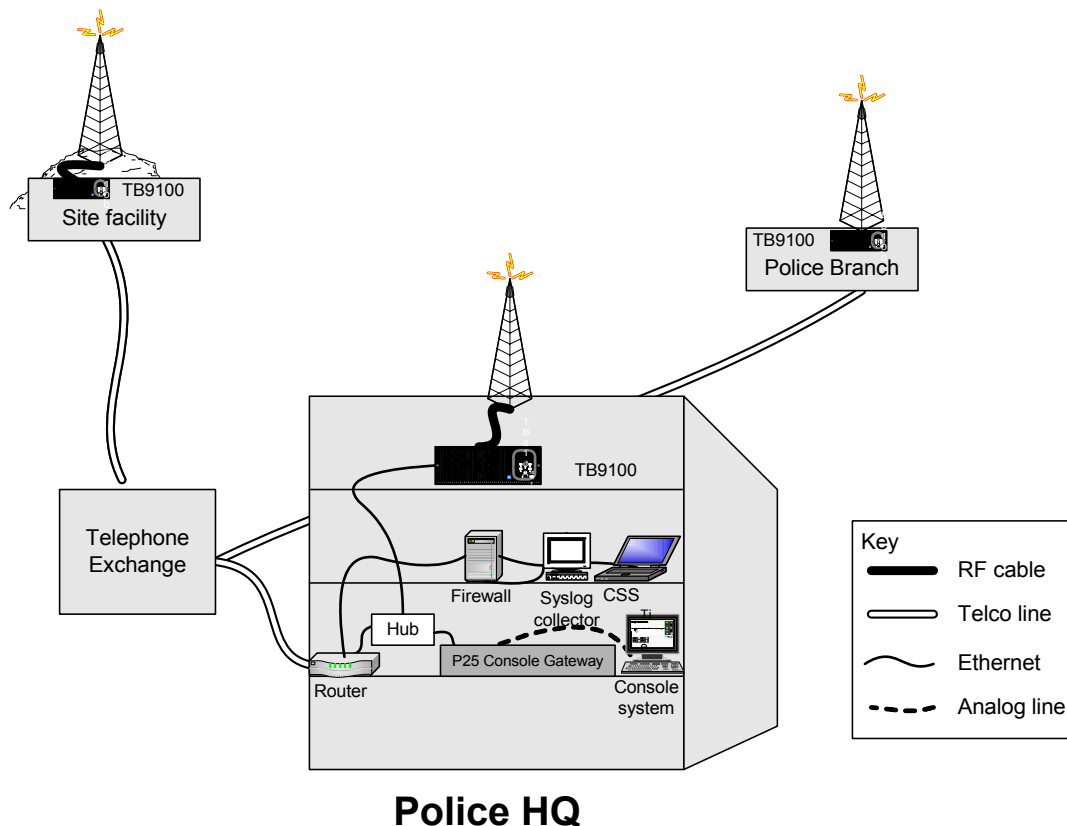 TB9100
Site facility
TB9100
Police Branch
TB9100
Telephone
Exchange
Firewall
Syslog
collector
CSS
Hub
P25 Console Gateway
Router
Console
system
Key
RF cable
Telco line
Ethernet
Analog line
Police HQ